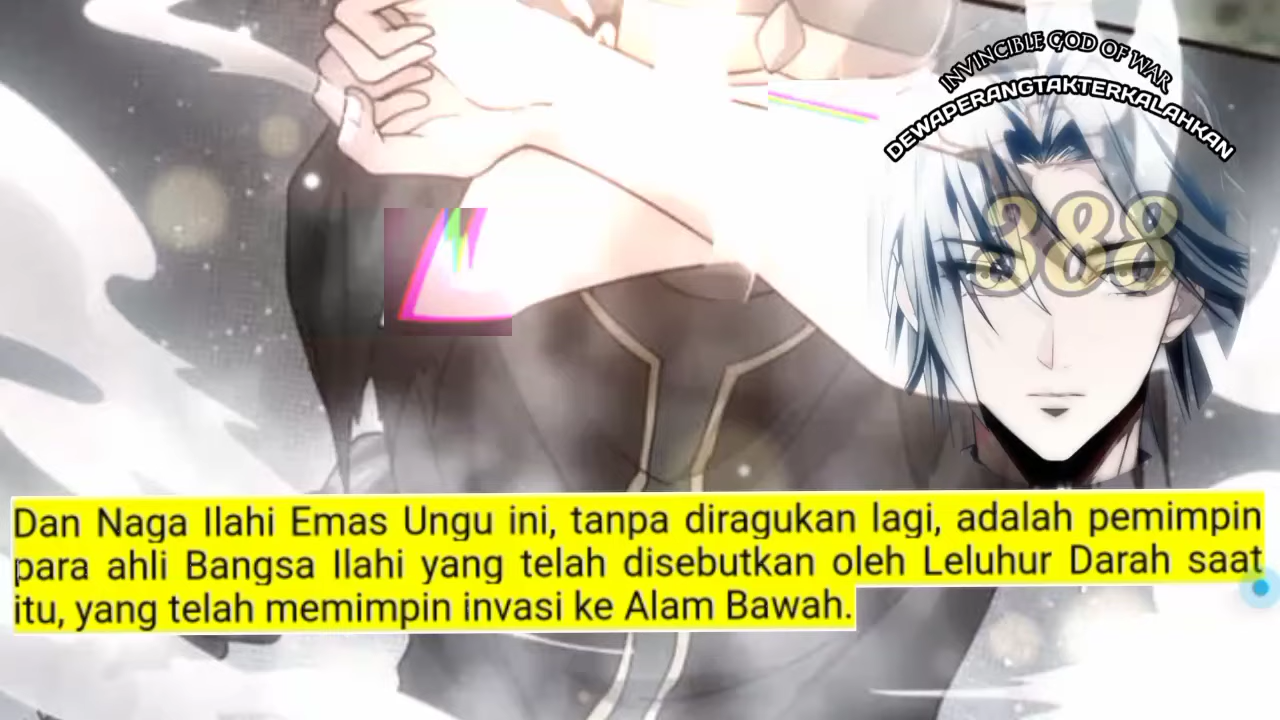 INVINCIBLE GOD OF WAR
DEWAPERANGTAKTERKALAHKAN
388
Dan Naga Ilahi Emas Ungu ini, tanpa diragukan lagi, adalah pemimpin
para ahli Bangsa Ilahi yang telah disebutkan oleh Leluhur Darah saat
itu, yang telah memimpin invasi ke Alam Bawah.